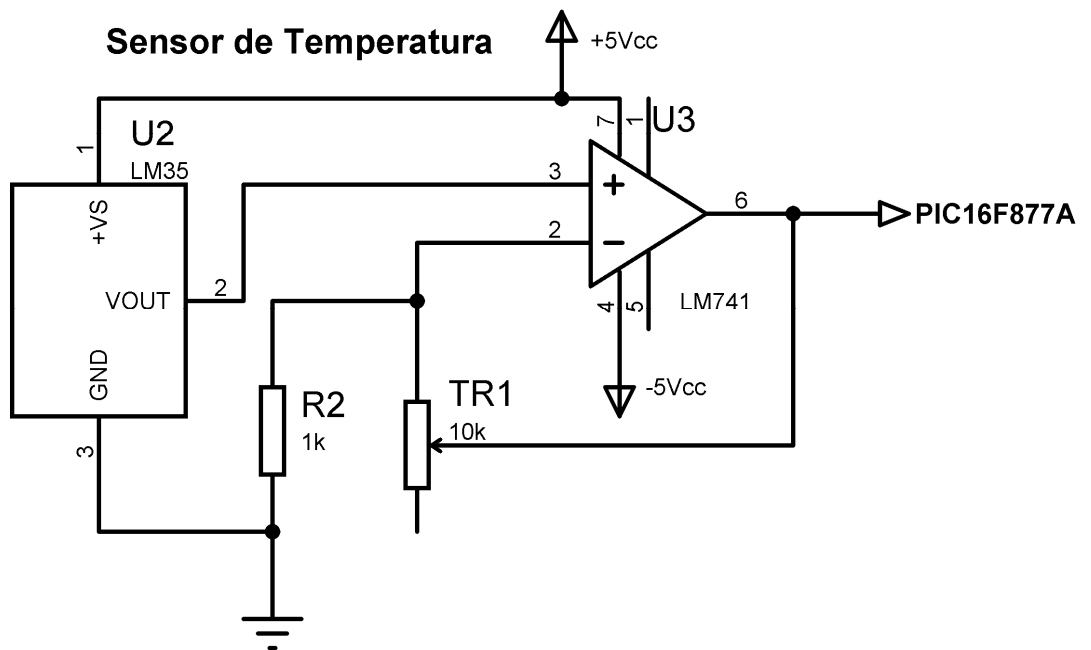 Sensor de Temperatura
+5Vcc
U2
LM35
1
+VS
VOUT
2
GND
3
7
1
U3
3
+
2
−
6
PIC16F877A
4
5
LM741
-5Vcc
R2
1k
TR1
10k